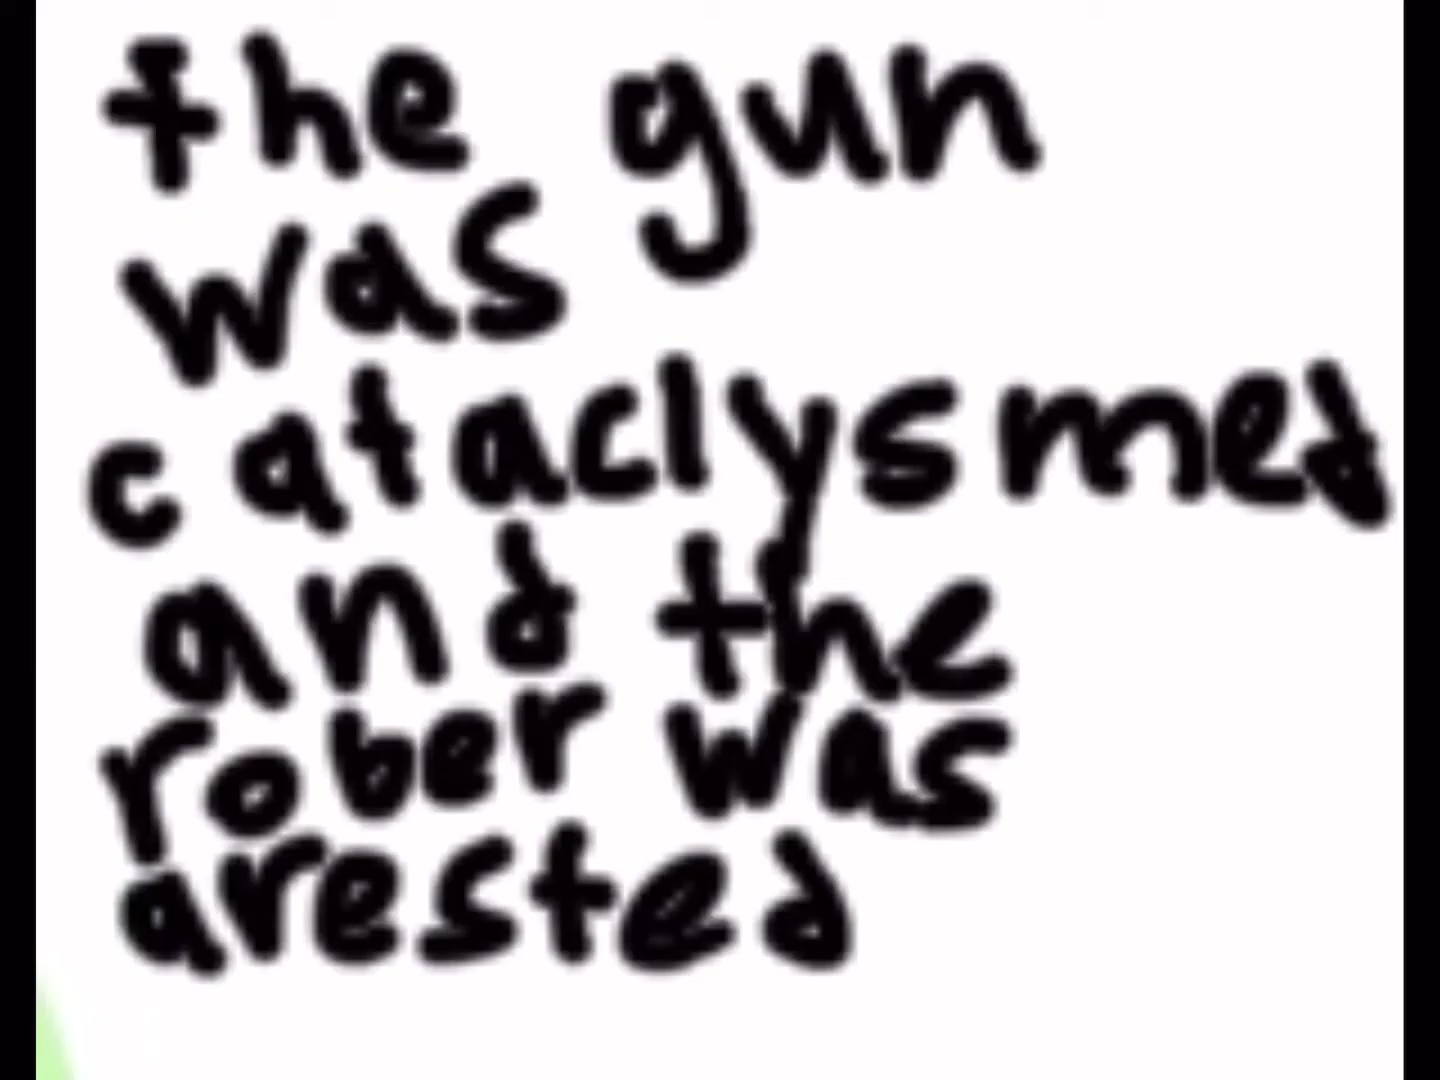 the gun
was
cataclysmed
and the
rober was
arested